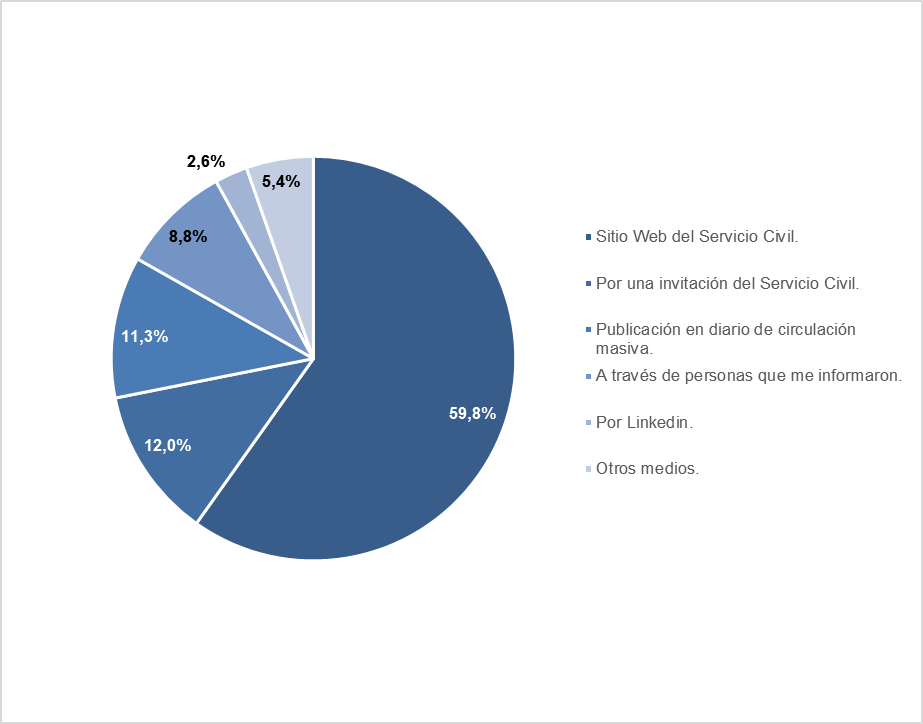 2,6%
5,4%
8,8%
11,3%
12,0%
59,8%
Sitio Web del Servicio Civil.
Por una invitación del Servicio Civil.
Publicación en diario de circulación
masiva.
A través de personas que me informaron.
Por Linkedin.
Otros medios.